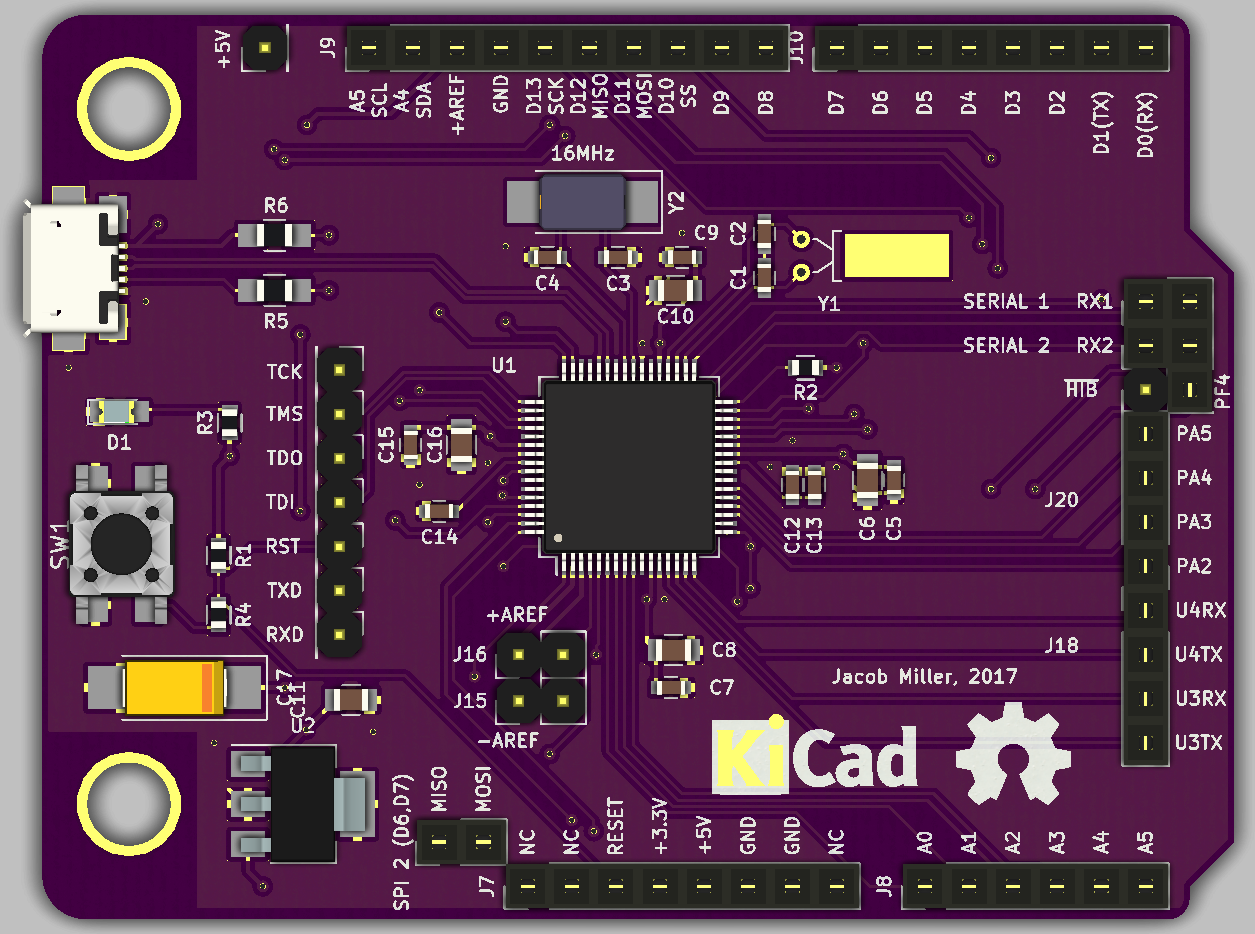 +5V
J9
A5
SCL
A4
SDA
+AREF
GND
D13
SCK
D12
MISO
D11
MOSI
D10
SS
D9
D8
J10
D7
D6
D5
D4
D3
D2
D1(TX)
D0(RX)
16MHz
Y2
R6
C4
C3
C9
C2
C1
C10
Y1
R5
SERIAL 1 RX1
SERIAL 2 RX2
HIB
PF4
U1
R2
TCK
TMS
TDO
TDI
RST
TXD
RXD
D1
R3
C15
C16
C14
C12
C13
C6
C5
PA5
PA4
J20
PA3
PA2
SW1
R1
R4
U4RX
+AREF
J16
J15
-AREF
C8
C7
J18
U4TX
Jacob Miller, 2017
U3RX
U3TX
C17
C11
U2
KiCad
SPI 2 (D6,D7)
MISO
MOSI
J7
NC
NC
RESET
+3.3V
+5V
GND
GND
NC
J8
A0
A1
A2
A3
A4
A5